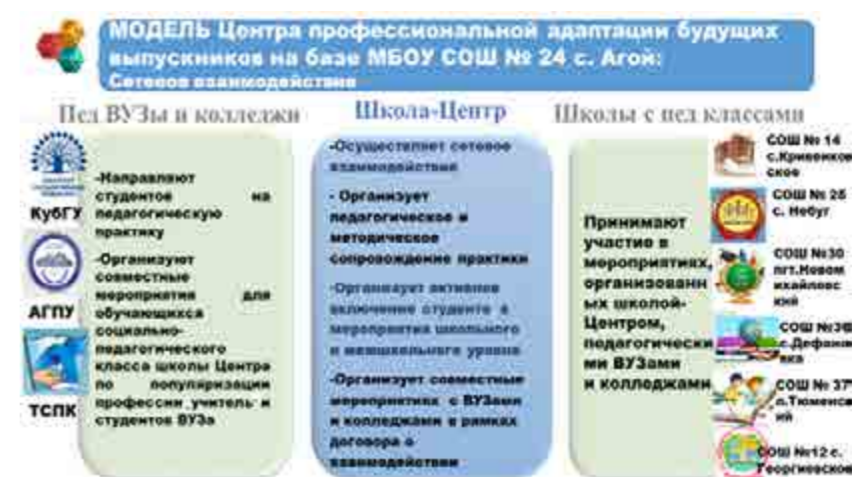 МОДЕЛЬ Центра профессиональной адаптации будущих
выпускников на базе МБОУ СОШ № 24 с. Агой:
Сетевое взаимодействие
Пед ВУЗы и колледжи
КубГУ
АГПУ
ТСПК
-Направляют
студентов на
педагогическую
практику
-Организуют
совместные
мероприятия для
обучающихся
социально-
педагогического
класса школы Центра
по популяризации
профессии учитель и
студентов ВУЗа
Школа-Центр
-Осуществляет сетевое
взаимодействие
- Организует
педагогическое и
методическое
сопровождение практики
-Организует активное
включение студента в
мероприятия школьного
и межшкольного уровня
-Организует совместные
мероприятия с ВУЗами
и колледжами в рамках
договора о
взаимодействии
Школы с пед классами
Принимают
участие в
мероприятиях,
организованн
ых школой-
Центром,
педагогически
ми ВУЗами
и колледжами
СОШ № 14
с.Кривенков
ское
СОШ № 25
с. Небуг
СОШ №30
пгт.Новом
ихайловс
кий
СОШ №36
с.Дефано
вка
СОШ № 37
п.Тюменск
ий
СОШ №12 с.
Георгиевское